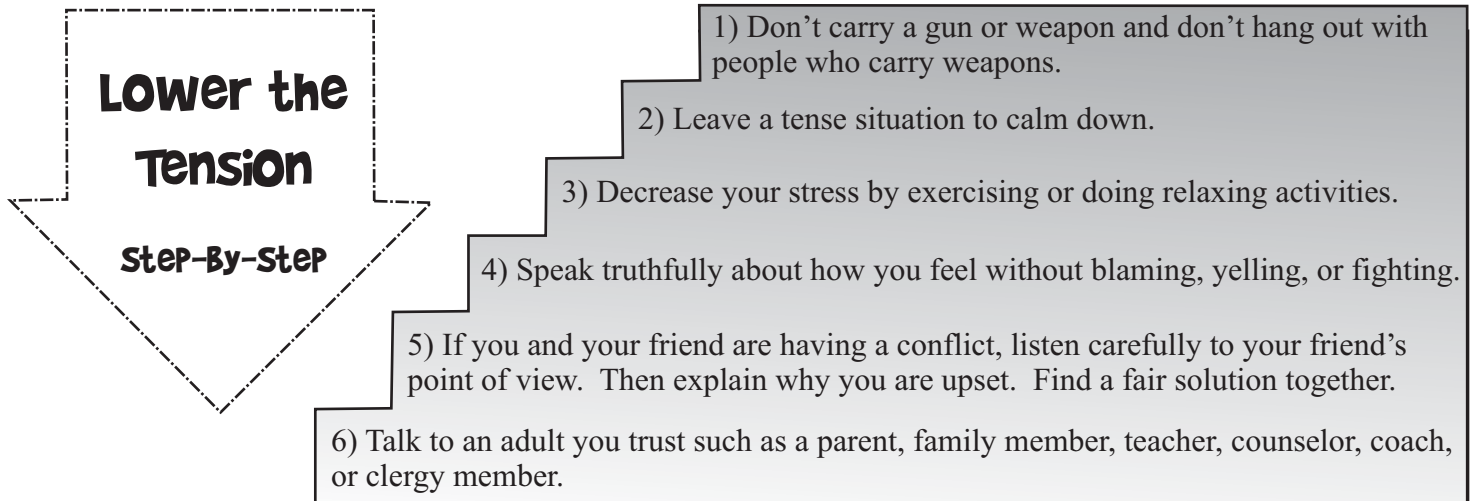 Lower the
Tension
Step-By-Step
1) Don't carry a gun or weapon and don't hang out with
people who carry weapons.
2) Leave a tense situation to calm down.
3) Decrease your stress by exercising or doing relaxing activities.
4) Speak truthfully about how you feel without blaming, yelling, or fighting.
5) If you and your friend are having a conflict, listen carefully to your friend's
point of view.  Then explain why you are upset.  Find a fair solution together.
6) Talk to an adult you trust such as a parent, family member, teacher, counselor, coach,
or clergy member.